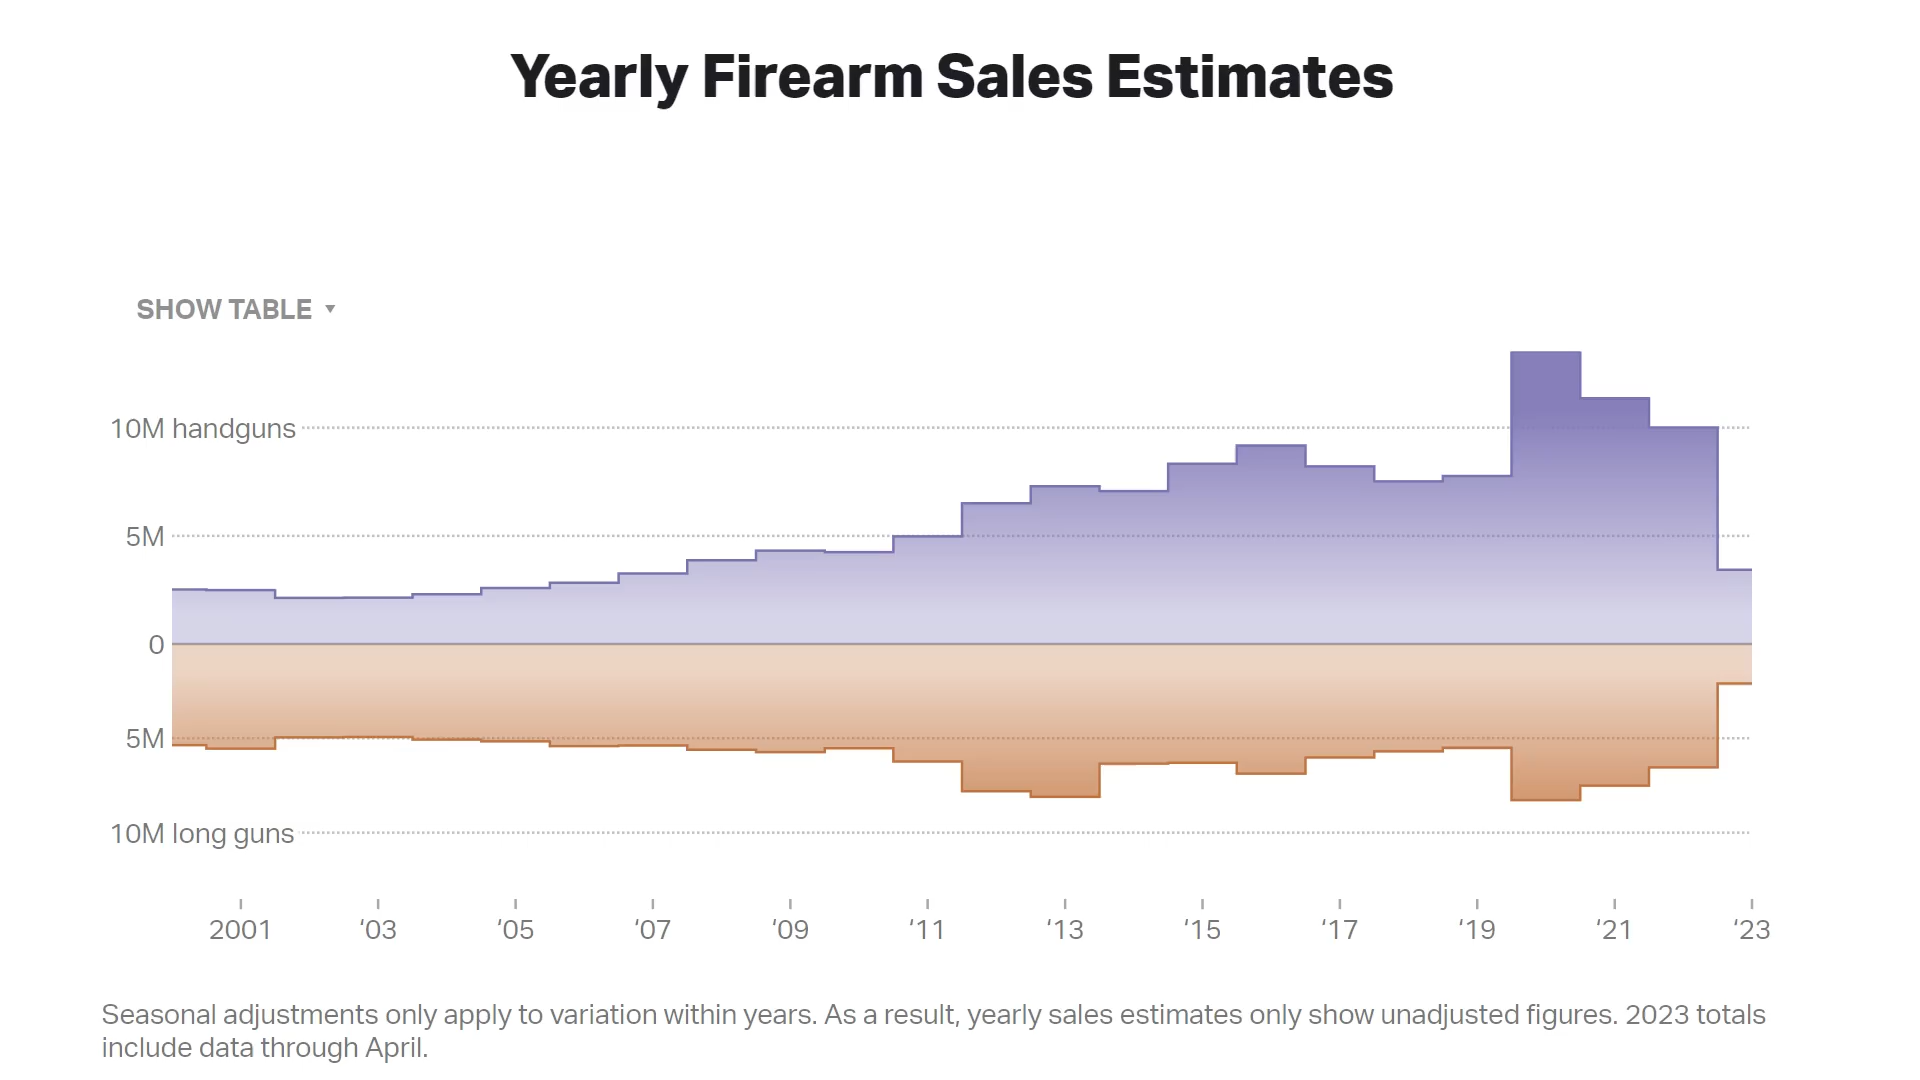 Yearly Firearm Sales Estimates
SHOW TABLE
10M handguns
5M
0
5M
10M long guns
2001 ‘03 ‘05 ‘07 ‘09 ‘11 ‘13 ‘15 ‘17 ‘19 ‘21 ‘23
Seasonal adjustments only apply to variation within years. As a result, yearly sales estimates only show unadjusted figures. 2023 totals
include data through April.